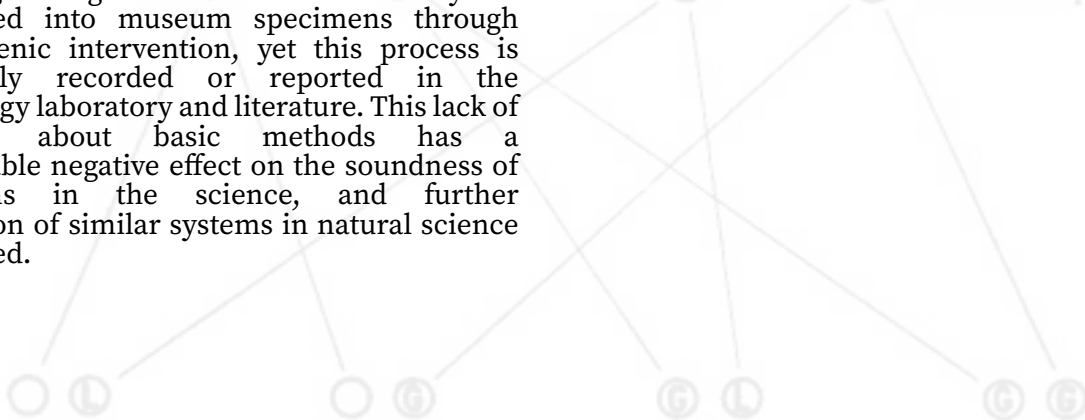 ed into museum specimens through
enic intervention, yet this process is
ly recorded or reported in the
gy laboratory and literature. This lack of
about basic methods has a
ble negative effect on the soundness of
s in the science, and further
on of similar systems in natural science
ed.
L G G L G G